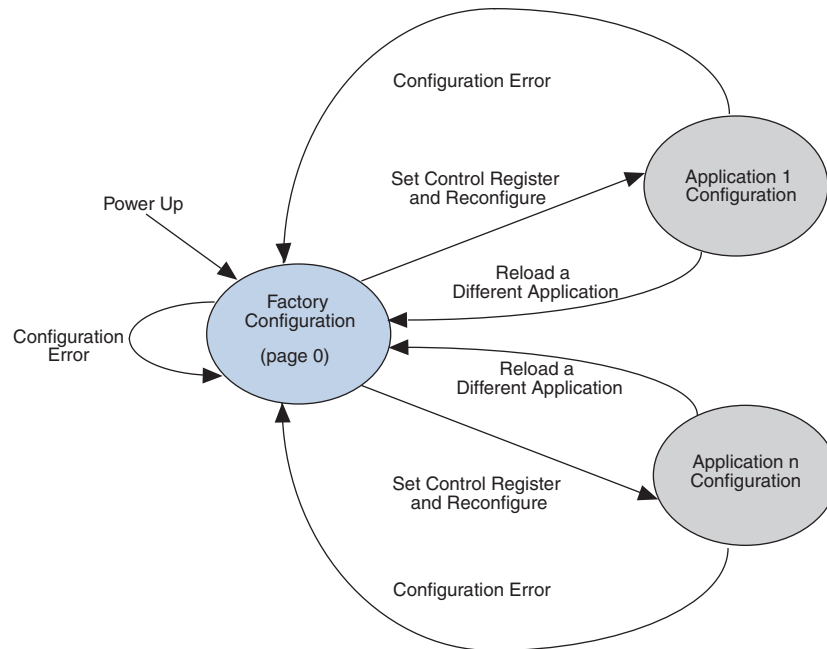 Configuration Error
Set Control Register
and Reconfigure
Application 1
Configuration
Power Up
Reload a
Different Application
Factory
Configuration
(page 0)
Configuration
Error
Reload a
Different Application
Set Control Register
and Reconfigure
Application n
Configuration
Configuration Error